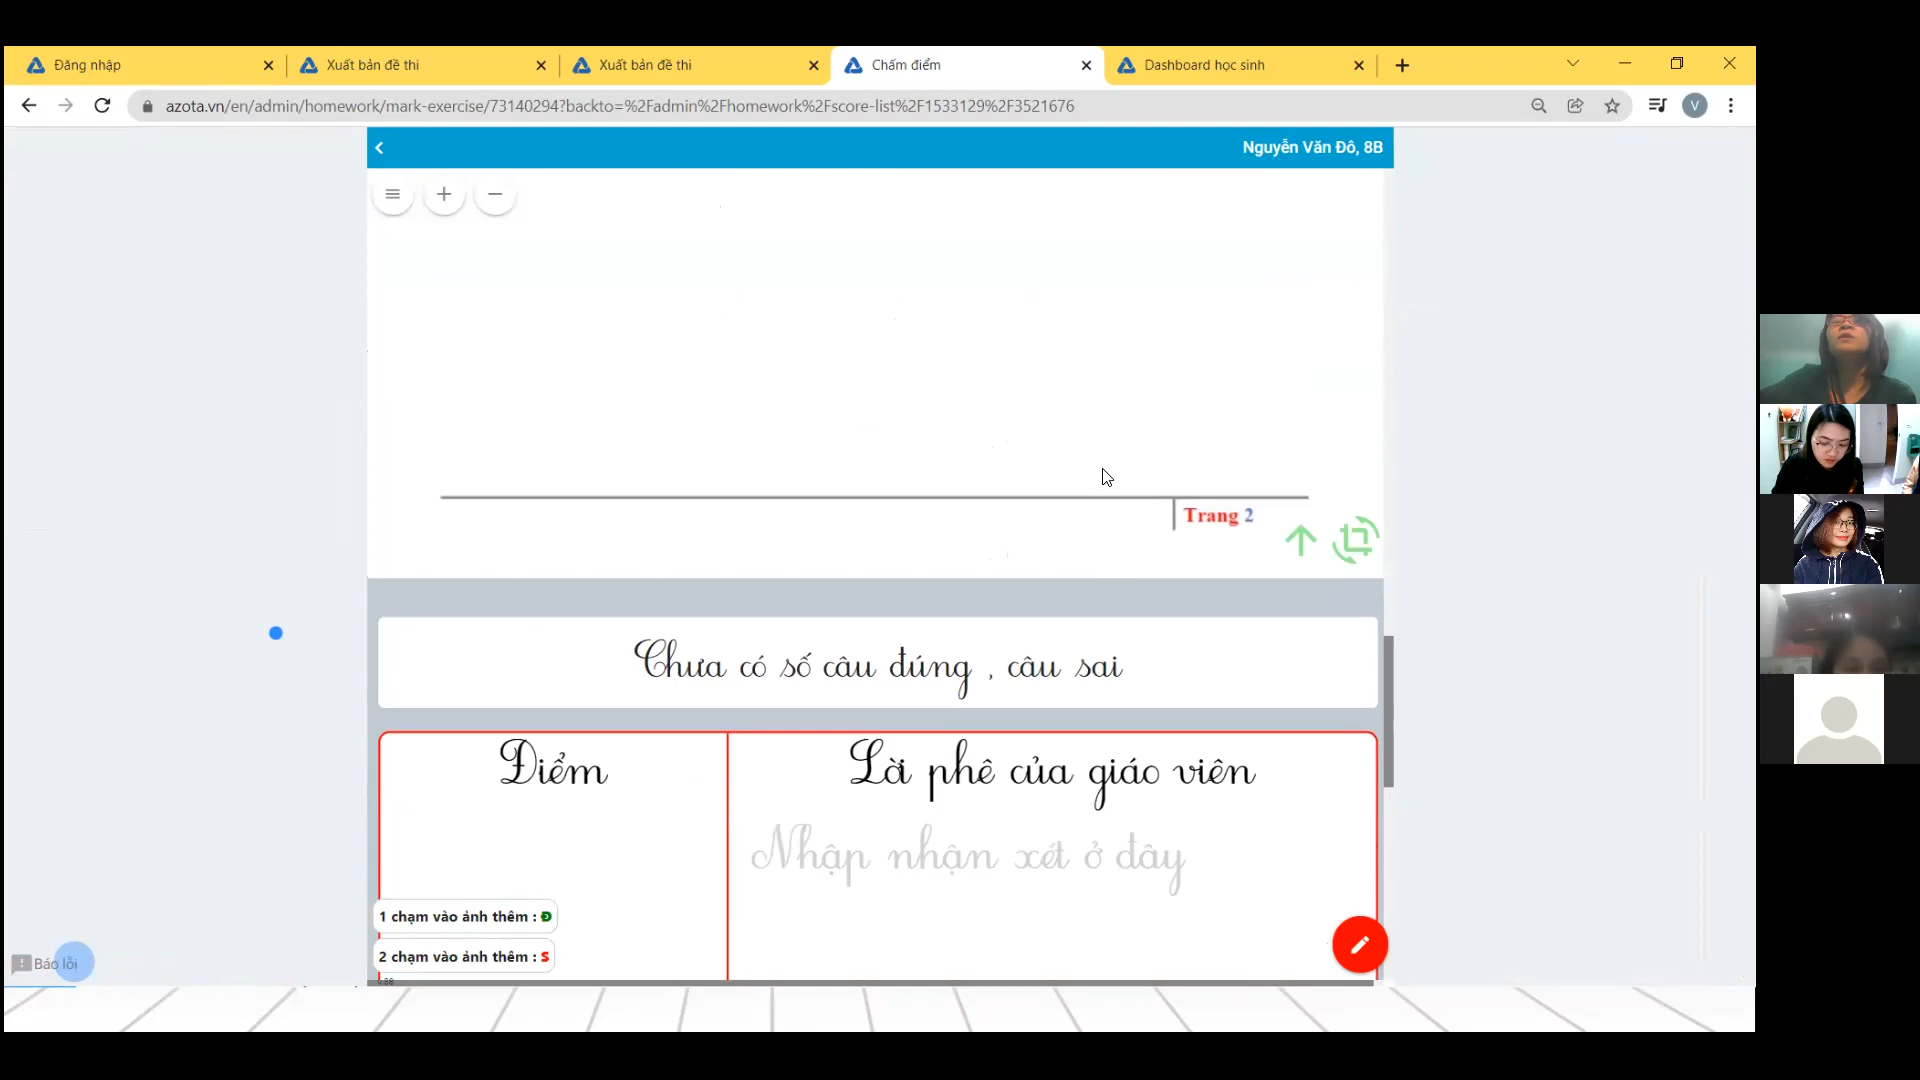 Đăng nhập
Xuất bản đề thi
Xuất bản đề thi
Chấm điểm
Dashboard học sinh
azota.vn/en/admin/homework/mark-exercise/73140294?backto=%2Fadmin%2Fhomework%2Fscore-list%2F1533129%2F3521676
V
Nguyễn Văn Đô, 8B
Trang 2
Chưa có số câu đúng , câu sai
Điểm
Lời phê của giáo viên
Nhập nhận xét ở đây
1 chạm vào ảnh thêm : Đ
2 chạm vào ảnh thêm : S
Báo lỗi